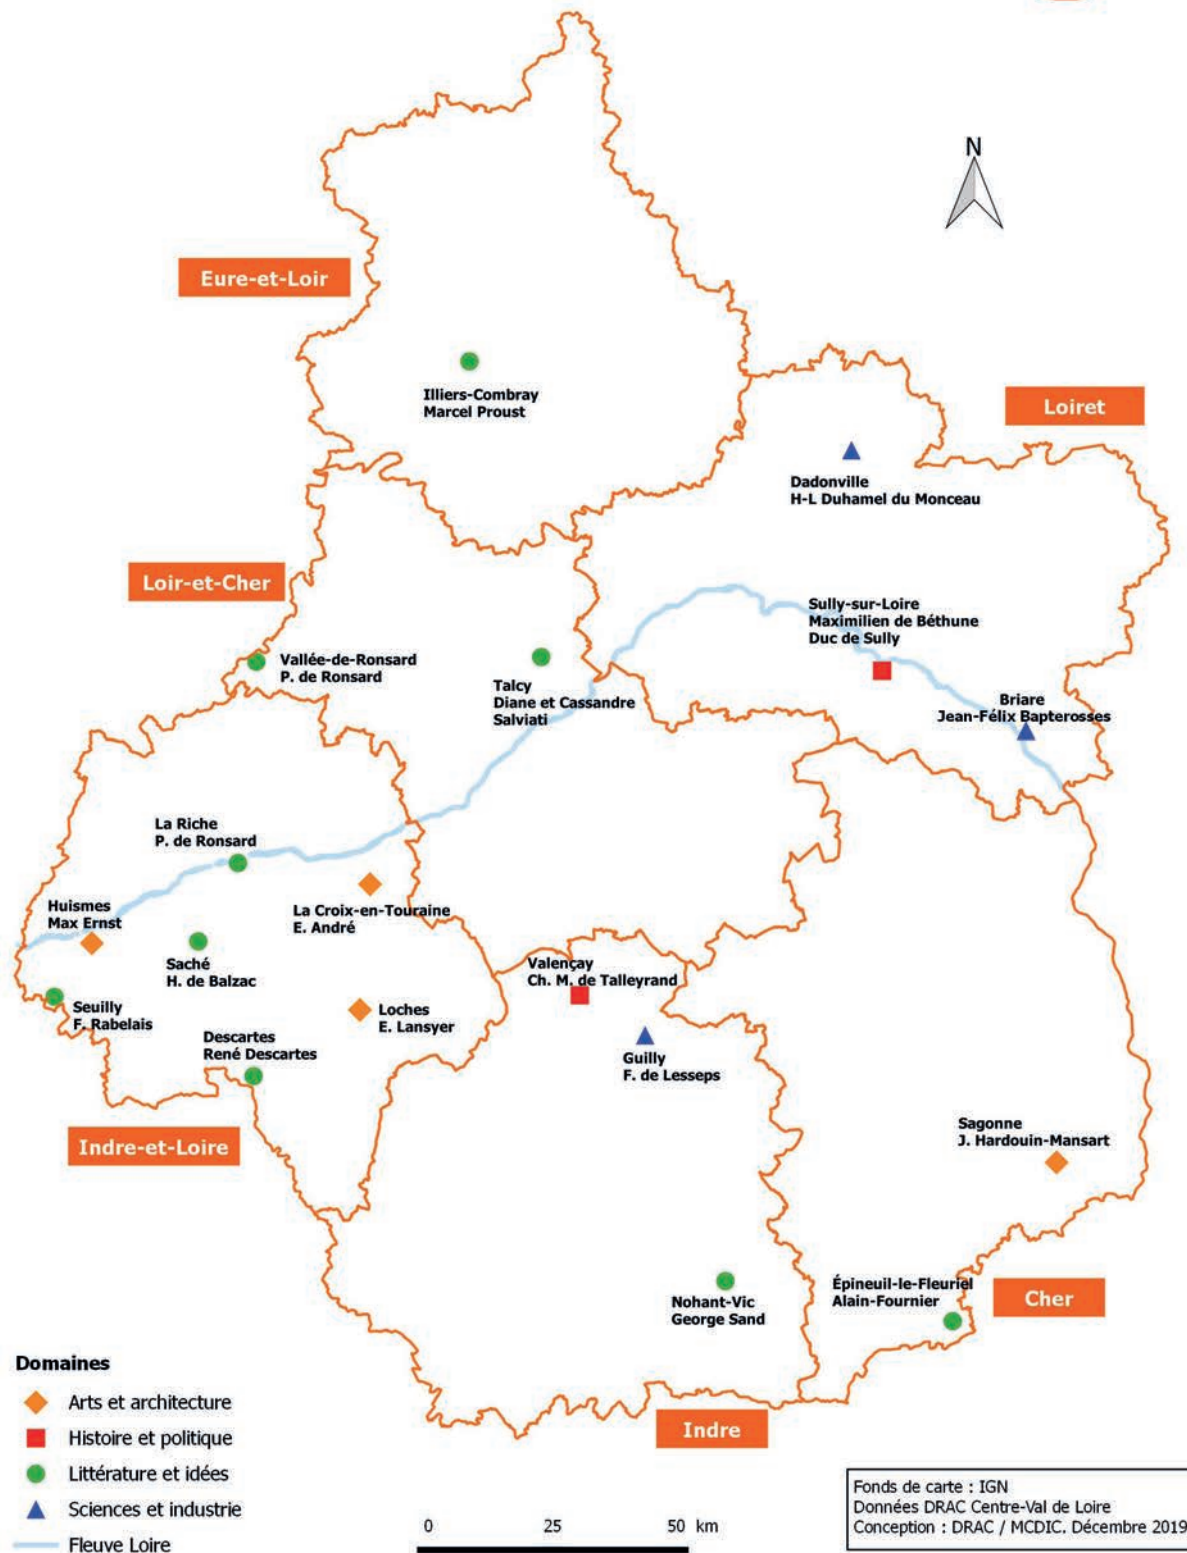 N
Eure-et-Loir
Illiers-Combray
Marcel Proust
Loiret
Dadonville
H-L Duhamel du Monceau
Loir-et-Cher
Sully-sur-Loire
Maximilien de Béthune
Duc de Sully
Vallée-de-Ronsard
P. de Ronsard
Talcy
Diane et Cassandre
Salviati
Briare
Jean-Félix Bapterosses
La Riche
P. de Ronsard
Huismes
Max Ernst
La Croix-en-Touraine
E. André
Saché
H. de Balzac
Valençay
Ch. M. de Talleyrand
Seuilly
F. Rabelais
Loches
E. Lansyer
Descartes
René Descartes
Guilly
F. de Lesseps
Indre-et-Loire
Sagonne
J. Hardouin-Mansart
Nohant-Vic
George Sand
Épineuil-le-Fleuriel
Alain-Fournier
Cher
Indre
Domaines
Arts et architecture
Histoire et politique
Littérature et idées
Sciences et industrie
Fleuve Loire
0 25 50 km
Fonds de carte : IGN
Données DRAC Centre-Val de Loire
Conception : DRAC / MCDIC. Décembre 2019